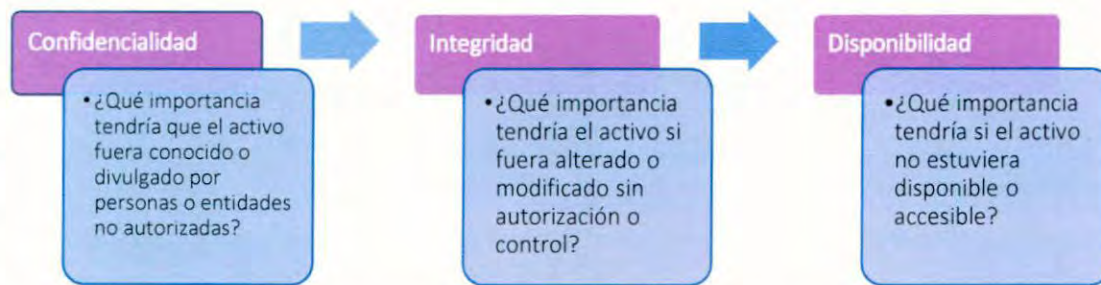 Confidencialidad
•¿Qué importancia
tendría que el activo
fuera conocido o
divulgado por
personas o entidades
no autorizadas?
Integridad
•¿Qué importancia
tendría el activo si
fuera alterado o
modificado sin
autorización o
control?
Disponibilidad
•¿Qué importancia
tendría si el activo
no estuviera
disponible o
accesible?